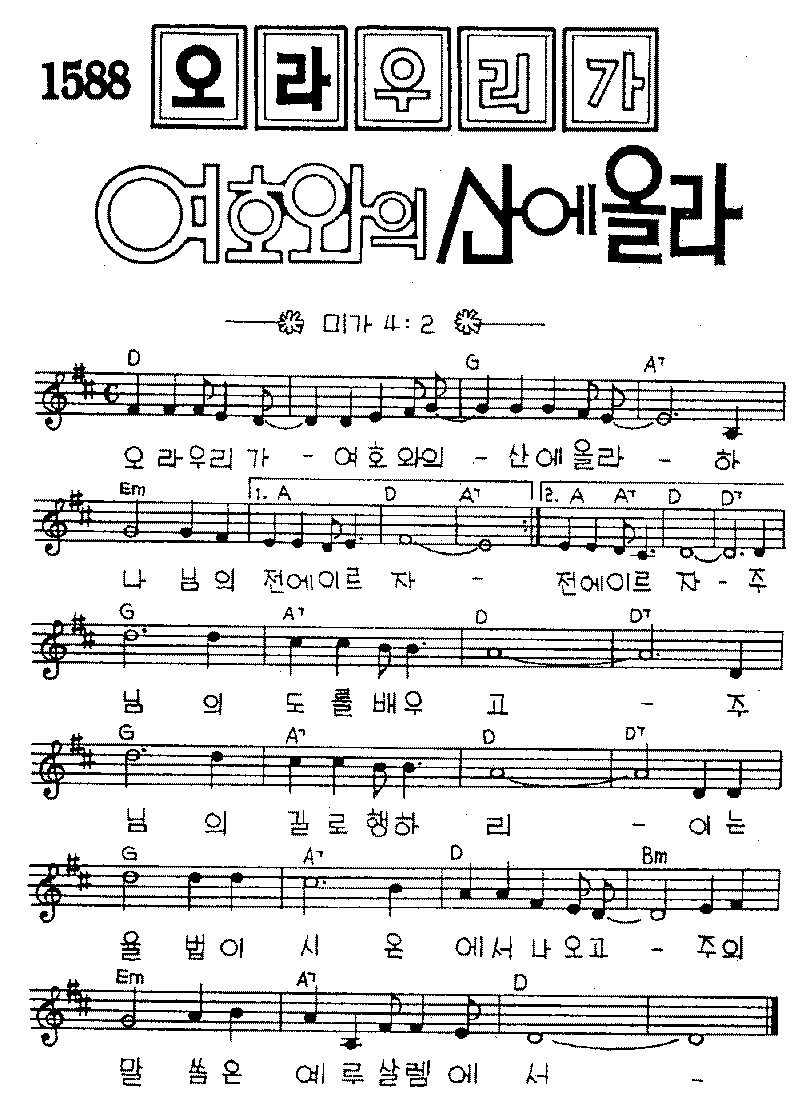 1588 오라우리가
여호와의 산에올라
미가 4:2
D G A7
오 라우리 가 - 여호 와의 - 산에올라 - 하
Em 1. A D A7 2. A A7 D D7
나 님의 전에이르 자 - 전에이르 자 - 주
G A7 D D7
님 의 도 를 배우 고 - 주
G A7 D D7
님 의 길 로 행하 리 - 이는
G A7 D Bm
율 법이 시 온 에서 나 오고 - 주의
Em A7 D
말 씀은 예 루 살렘 에 서 -